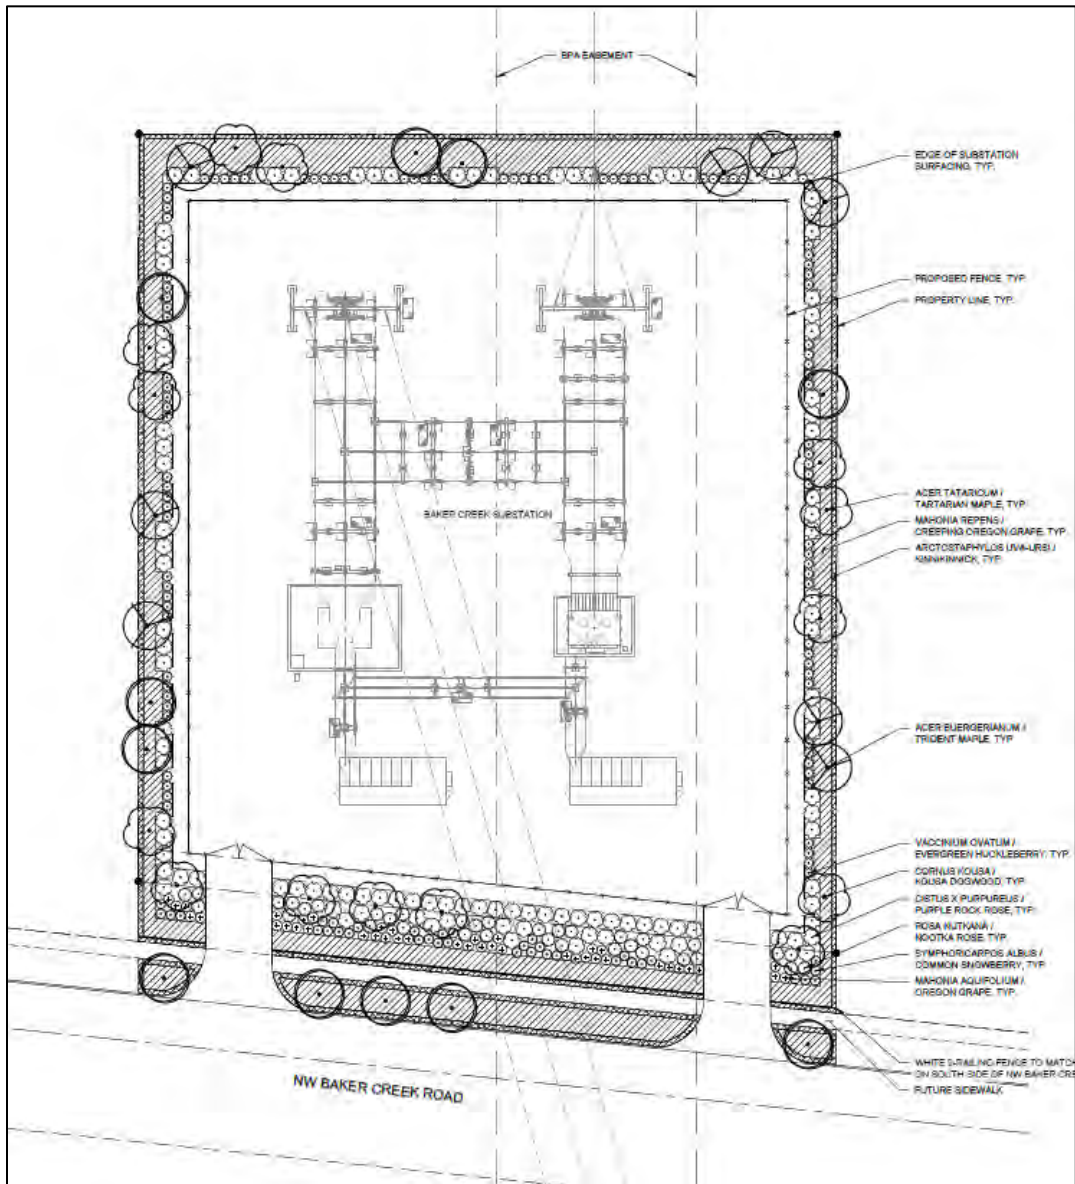 BPA EASEMENT
EDGE OF SUBSTATION
SURFACING, TYP.
PROPOSED FENCE, TYP.
PROPERTY LINE, TYP.
BAKER CREEK SUBSTATION
ACER TATARICUM /
TARTARIAN MAPLE, TYP.
MAHONIA REPENS /
CREEPING OREGON GRAPE, TYP.
ARCTOSTAPHYLOS (UVA-URSI) /
KINNIKINNICK, TYP.
ACER BUERGERIANUM /
TRIDENT MAPLE, TYP
VACCINIUM OVATUM /
EVERGREEN HUCKLEBERRY, TYP.
CORNUS KOUSA /
KOUSA DOGWOOD, TYP.
CISTUS X PURPUREUS /
PURPLE ROCK ROSE, TYP.
ROSA NUTKANA /
NOOTKA ROSE, TYP.
SYMPHORICARPOS ALBUS /
COMMON SNOWBERRY, TYP
MAHONIA AQUIFOLIUM /
OREGON GRAPE, TYP.
WHITE 3-RAILING FENCE TO MATCH
ON SOUTH SIDE OF NW BAKER CRE
FUTURE SIDEWALK
NW BAKER CREEK ROAD